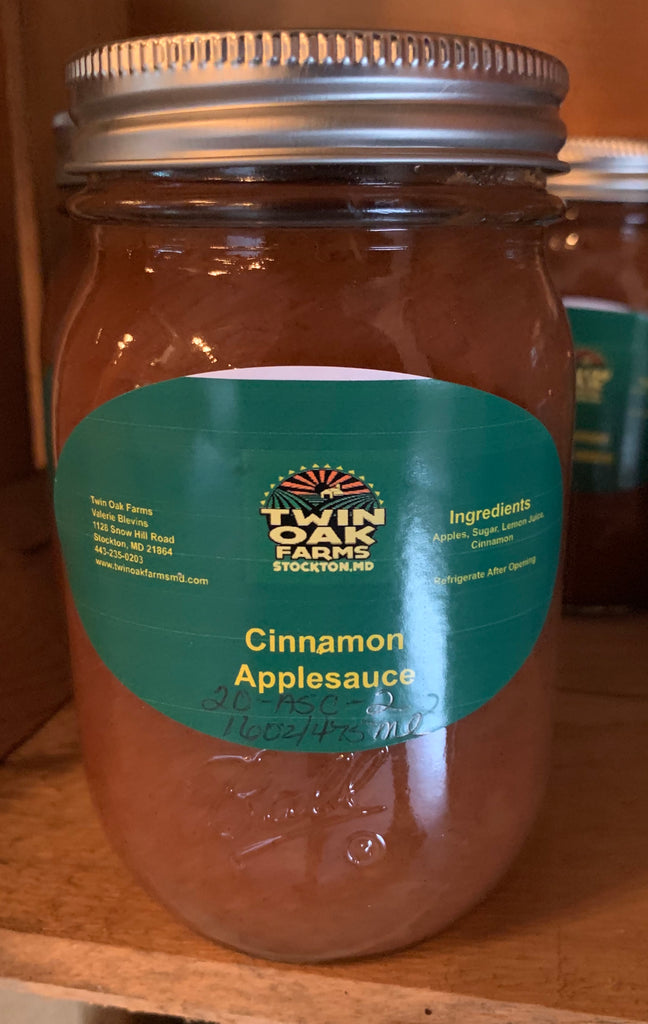 Twin Oak Farms
Valerie Blevins
1128 Snow Hill Road
Stockton, MD 21864
443-235-0203
www.twinoakfarmsmd.com
TWIN
OAK
FARMS
STOCKTON,MD
Ingredients
Apples, Sugar, Lemon Juice,
Cinnamon
Refrigerate After Opening
Cinnamon
Applesauce
20-ASC-2
16oz/475ml
Ball